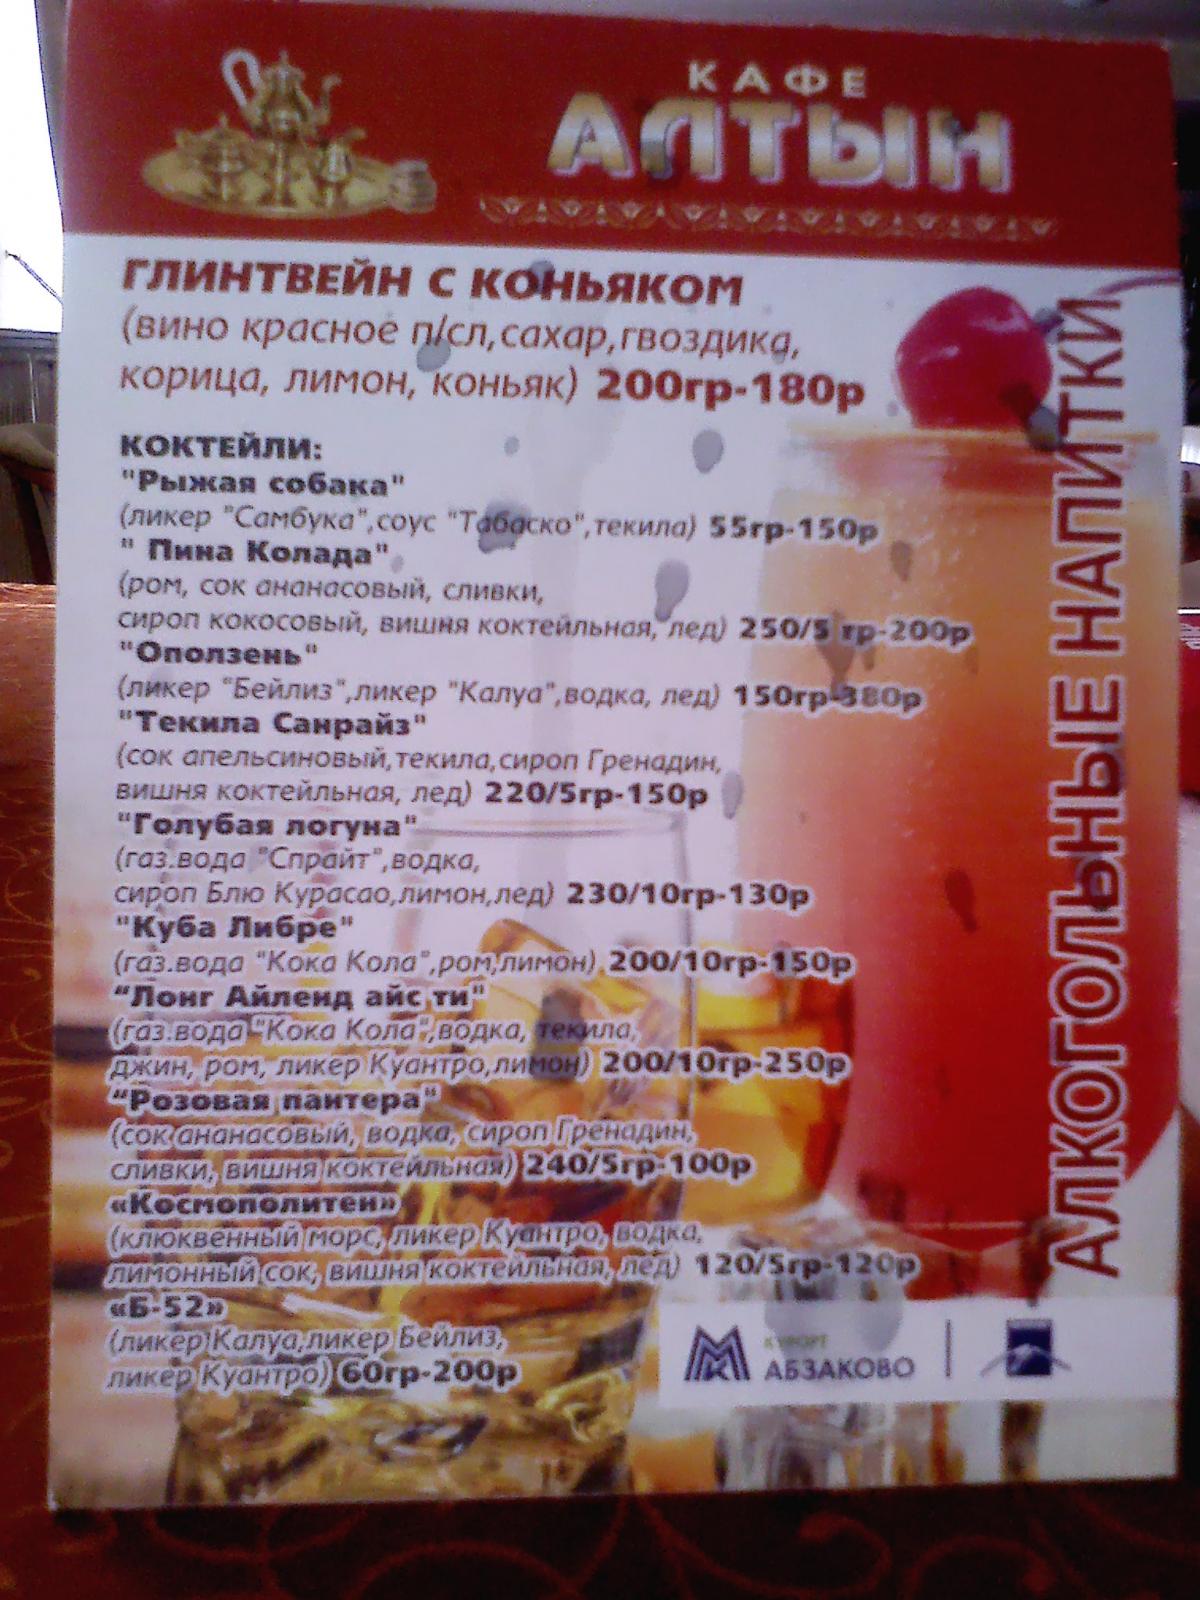 КАФЕ
АЛТЫН
ГЛИНТВЕЙН С КОНЬЯКОМ
(вино красное п/сл,сахар,гвоздика,
корица, лимон, коньяк) 200гр-180р
КОКТЕЙЛИ:
"Рыжая собака"
(ликер "Самбука",соус "Табаско",текила) 55гр-150р
" Пина Колада"
(ром, сок ананасовый, сливки,
сироп кокосовый, вишня коктейльная, лед) 250/5 гр-200р
"Оползень"
(ликер "Бейлиз",ликер "Калуа",водка, лед) 150гр-380р
"Текила Санрайз"
(сок апельсиновый,текила,сироп Гренадин,
вишня коктейльная, лед) 220/5гр-150р
"Голубая логуна"
(газ.вода "Спрайт",водка,
сироп Блю Курасао,лимон,лед) 230/10гр-130р
"Куба Либре"
(газ.вода "Кока Кола",ром,лимон) 200/10гр-150р
“Лонг Айленд айс ти"
(газ.вода "Кока Кола",водка, текила,
джин, ром, ликер Куантро,лимон) 200/10гр-250р
“Розовая пантера"
(сок ананасовый, водка, сироп Гренадин,
сливки, вишня коктейльная) 240/5гр-100р
«Космополитен»
(клюквенный морс, ликер Куантро, водка,
лимонный сок, вишня коктейльная, лед) 120/5гр-120р
«Б-52»
(ликер Калуа,ликер Бейлиз,
ликер Куантро) 60гр-200р
АЛКОГОЛЬНЫЕ НАПИТКИ
ММК
КУРОРТ
АБЗАКОВО